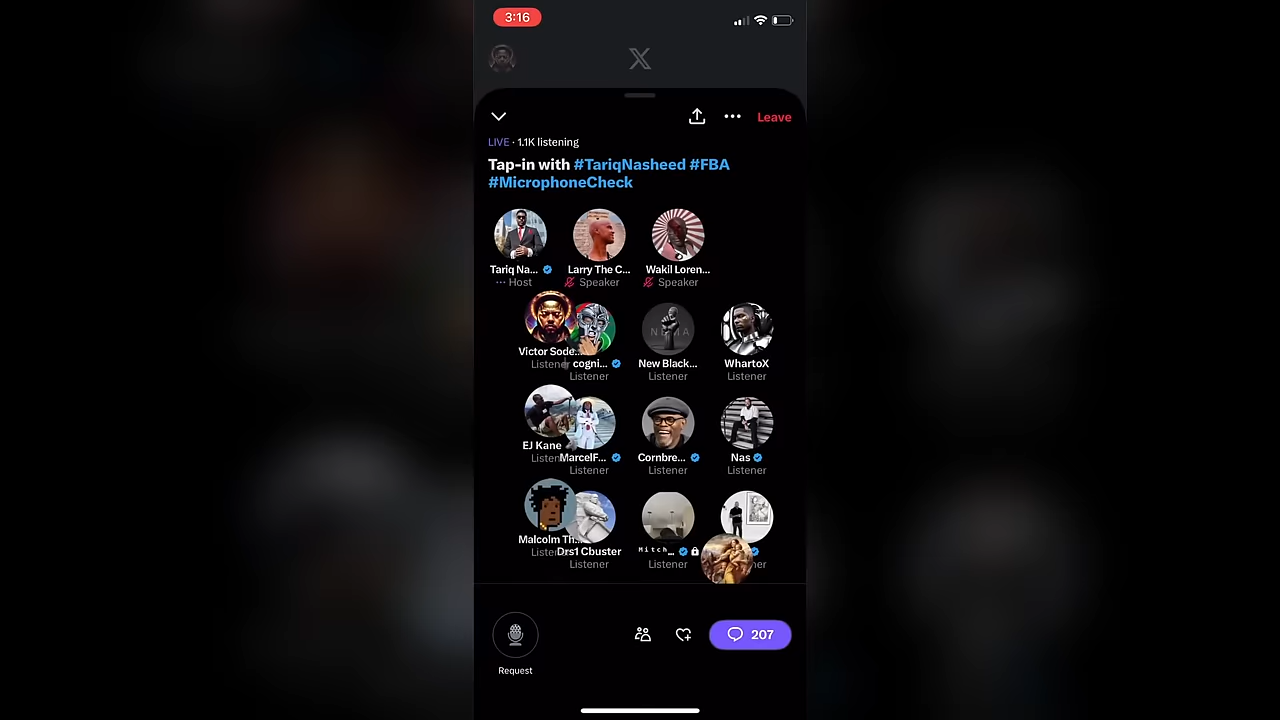 3:16
LIVE · 1.1K listening
Leave
Tap-in with #TariqNasheed #FBA
#MicrophoneCheck
Tariq Na... Larry The C... Wakil Loren...
Host Speaker Speaker
Victor Sode...
cogni... New Black... WhartoX
Listener
Listener Listener Listener
EJ Kane
MarcelF... Cornbre... Nas
Listener Listener Listener
Malcolm Th...
Drs1 Cbuster Mitch...
Listener Listener
207
Request